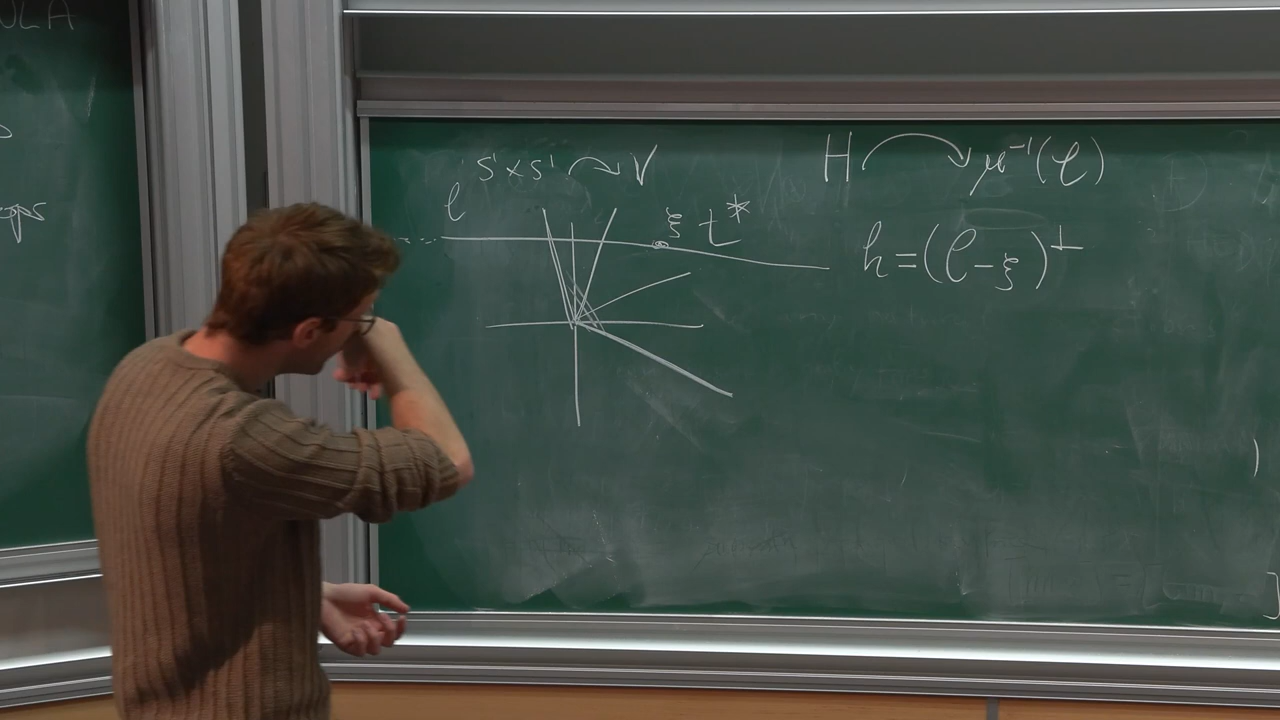 S¹×S¹ ↷ V
ℓ
ξ t*
H ↷ μ⁻¹(ℓ)
h=(ℓ-ξ)⊥